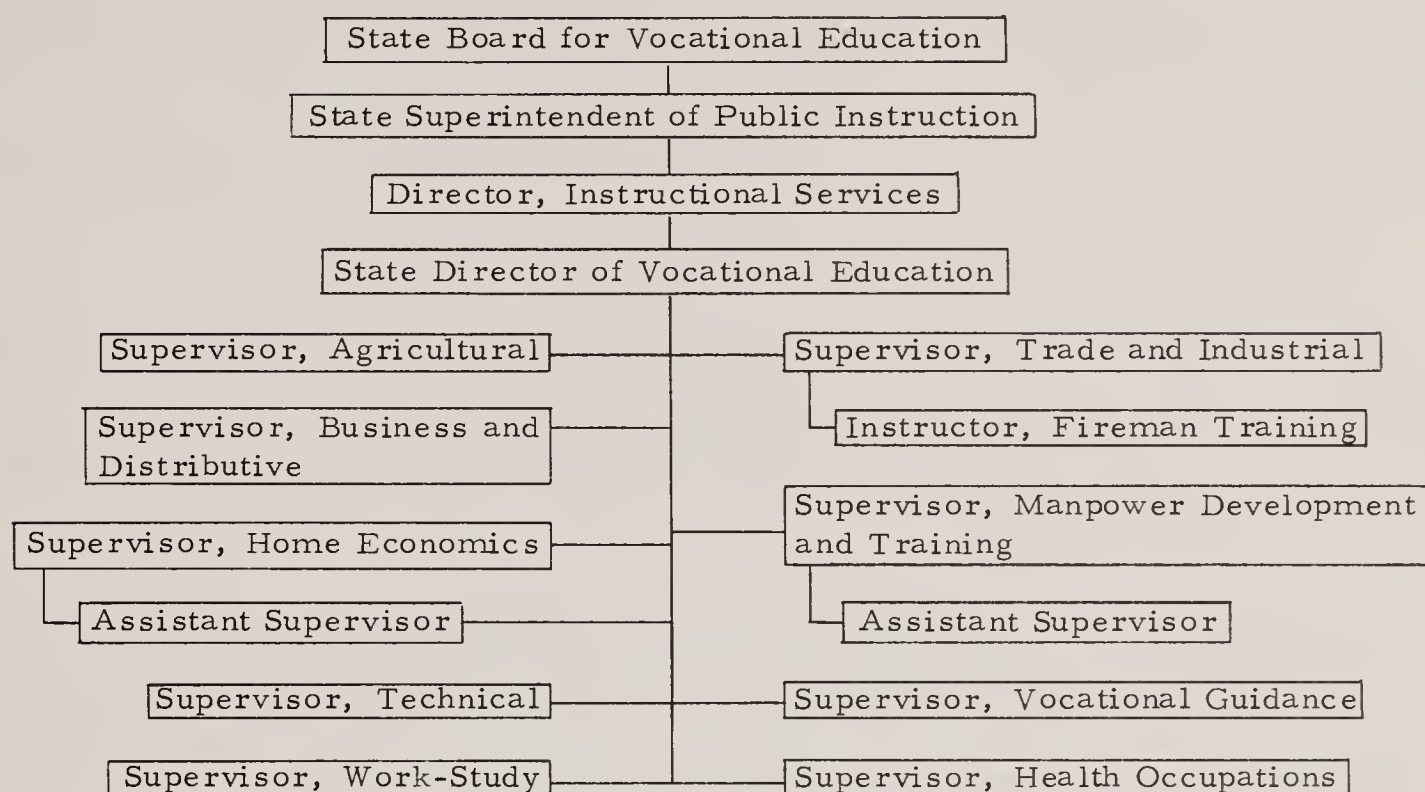 State Board for Vocational Education
State Superintendent of Public Instruction
Director, Instructional Services
State Director of Vocational Education
Supervisor, Agricultural
Supervisor, Trade and Industrial
Instructor, Fireman Training
Supervisor, Business and
Distributive
Supervisor, Manpower Development
and Training
Supervisor, Home Economics
Assistant Supervisor
Assistant Supervisor
Supervisor, Technical
Supervisor, Vocational Guidance
Supervisor, Work-Study
Supervisor, Health Occupations